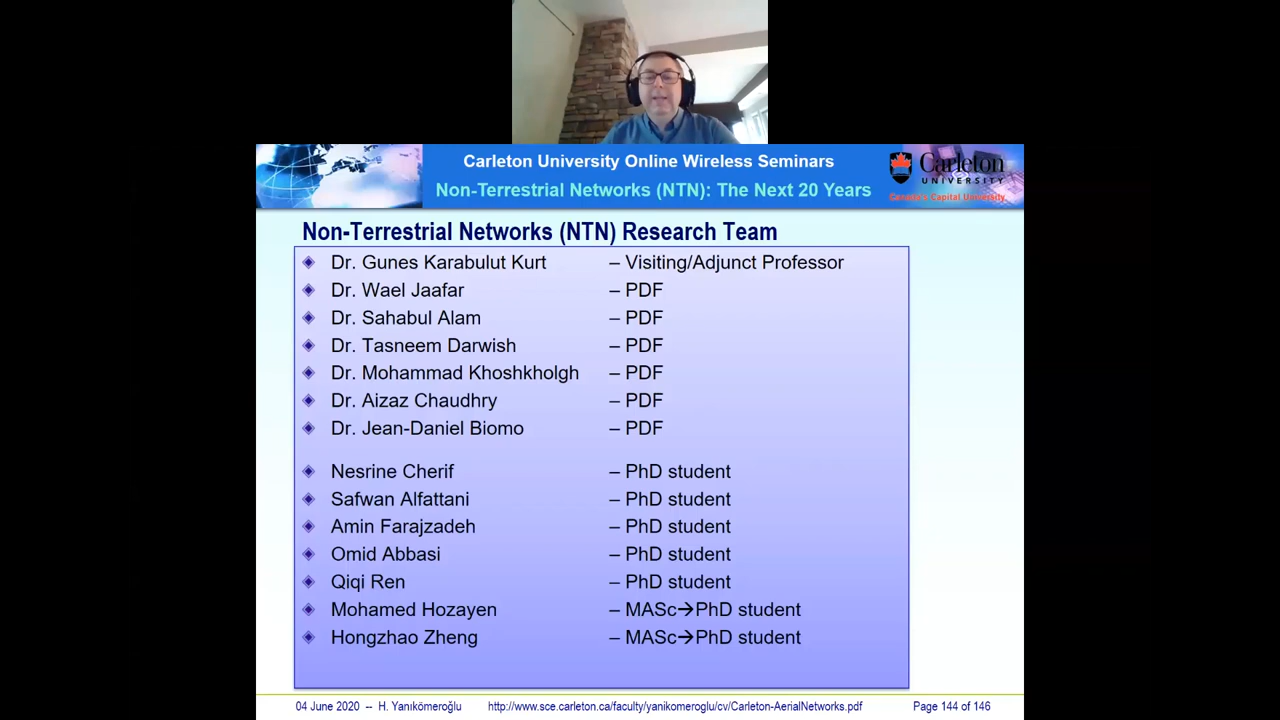 Carleton University Online Wireless Seminars
Non-Terrestrial Networks (NTN): The Next 20 Years
Carleton
UNIVERSITY
Canada's Capital University
Non-Terrestrial Networks (NTN) Research Team
Dr. Gunes Karabulut Kurt – Visiting/Adjunct Professor
Dr. Wael Jaafar – PDF
Dr. Sahabul Alam – PDF
Dr. Tasneem Darwish – PDF
Dr. Mohammad Khoshkholgh – PDF
Dr. Aizaz Chaudhry – PDF
Dr. Jean-Daniel Biomo – PDF
Nesrine Cherif – PhD student
Safwan Alfattani – PhD student
Amin Farajzadeh – PhD student
Omid Abbasi – PhD student
Qiqi Ren – PhD student
Mohamed Hozayen – MASc→PhD student
Hongzhao Zheng – MASc→PhD student
04 June 2020 -- H. Yanıkömeroğlu http://www.sce.carleton.ca/faculty/yanikomeroglu/cv/Carleton-AerialNetworks.pdf Page 144 of 146